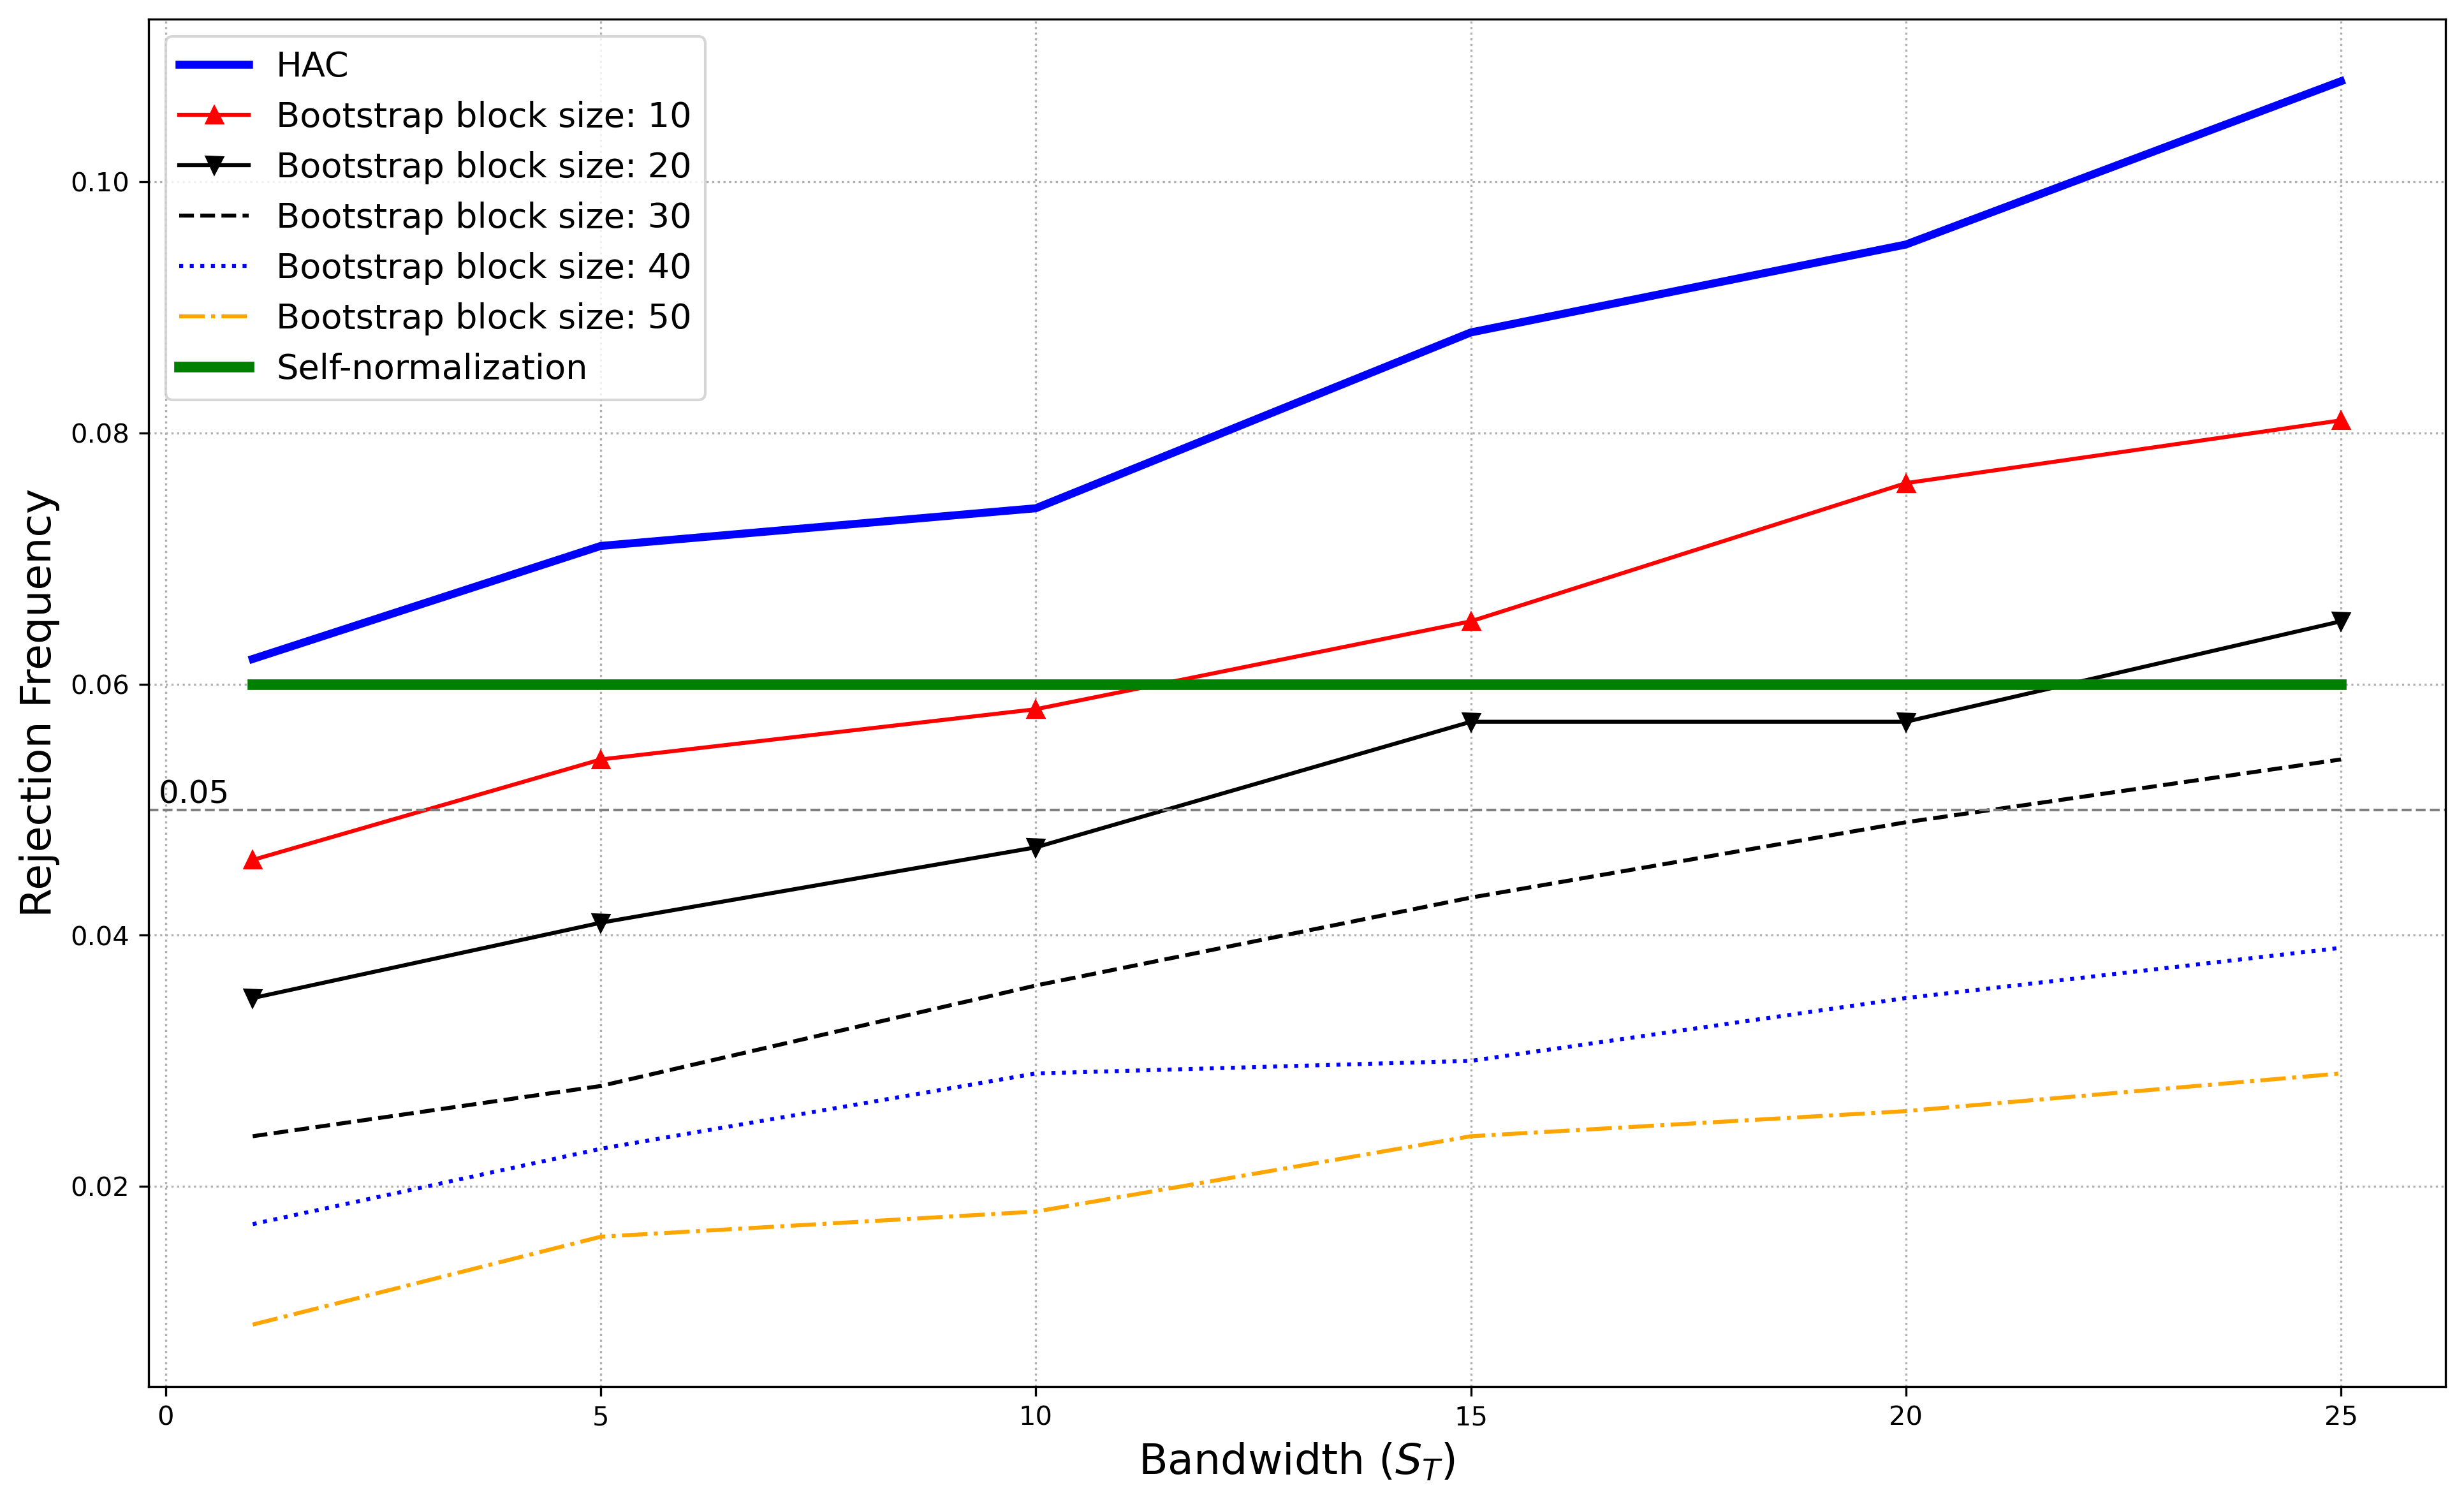 HAC
Bootstrap block size: 10
Bootstrap block size: 20
Bootstrap block size: 30
Bootstrap block size: 40
Bootstrap block size: 50
Self-normalization
Rejection Frequency
0.10
0.08
0.06
0.05
0.04
0.02
0 5 10 15 20 25
Bandwidth (S_T)